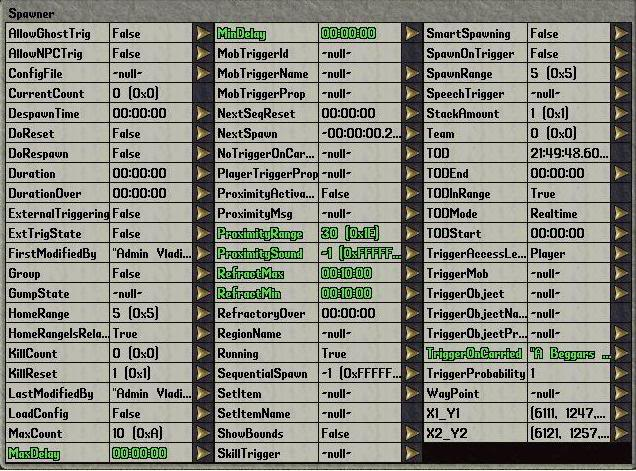 Spawner
AllowGhostTrig False
AllowNPCTrig False
ConfigFile -null-
CurrentCount 0 (0x0)
DespawnTime 00:00:00
DoReset False
DoRespawn False
Duration 00:00:00
DurationOver 00:00:00
ExternalTriggering False
ExtTrigState False
FirstModifiedBy "Admin Vladi...
Group False
GumpState -null-
HomeRange 5 (0x5)
HomeRangeIsRela... True
KillCount 0 (0x0)
KillReset 1 (0x1)
LastModifiedBy "Admin Vladi...
LoadConfig False
MaxCount 10 (0xA)
MaxDelay 00:00:00
MinDelay 00:00:00
MobTriggerId -null-
MobTriggerName -null-
MobTriggerProp -null-
NextSeqReset 00:00:00
NextSpawn -00:00:00.2...
NoTriggerOnCar... -null-
PlayerTriggerProp -null-
ProximityActiva... False
ProximityMsg -null-
ProximityRange 30 (0x1E)
ProximitySound -1 (0xFFFFF...
RefractMax 00:10:00
RefractMin 00:10:00
RefractoryOver 00:00:00
RegionName -null-
Running True
SequentialSpawn -1 (0xFFFFF...
SetItem -null-
SetItemName -null-
ShowBounds False
SkillTrigger -null-
SmartSpawning False
SpawnOnTrigger False
SpawnRange 5 (0x5)
SpeechTrigger -null-
StackAmount 1 (0x1)
Team 0 (0x0)
TOD 21:49:48.60...
TODEnd 00:00:00
TODInRange True
TODMode Realtime
TODStart 00:00:00
TriggerAccessLe... Player
TriggerMob -null-
TriggerObject -null-
TriggerObjectNa... -null-
TriggerObjectPr... -null-
TriggerOnCarried "A Beggars ...
TriggerProbability 1
WayPoint -null-
X1_Y1 (6111, 1247,...
X2_Y2 (6121, 1257,...